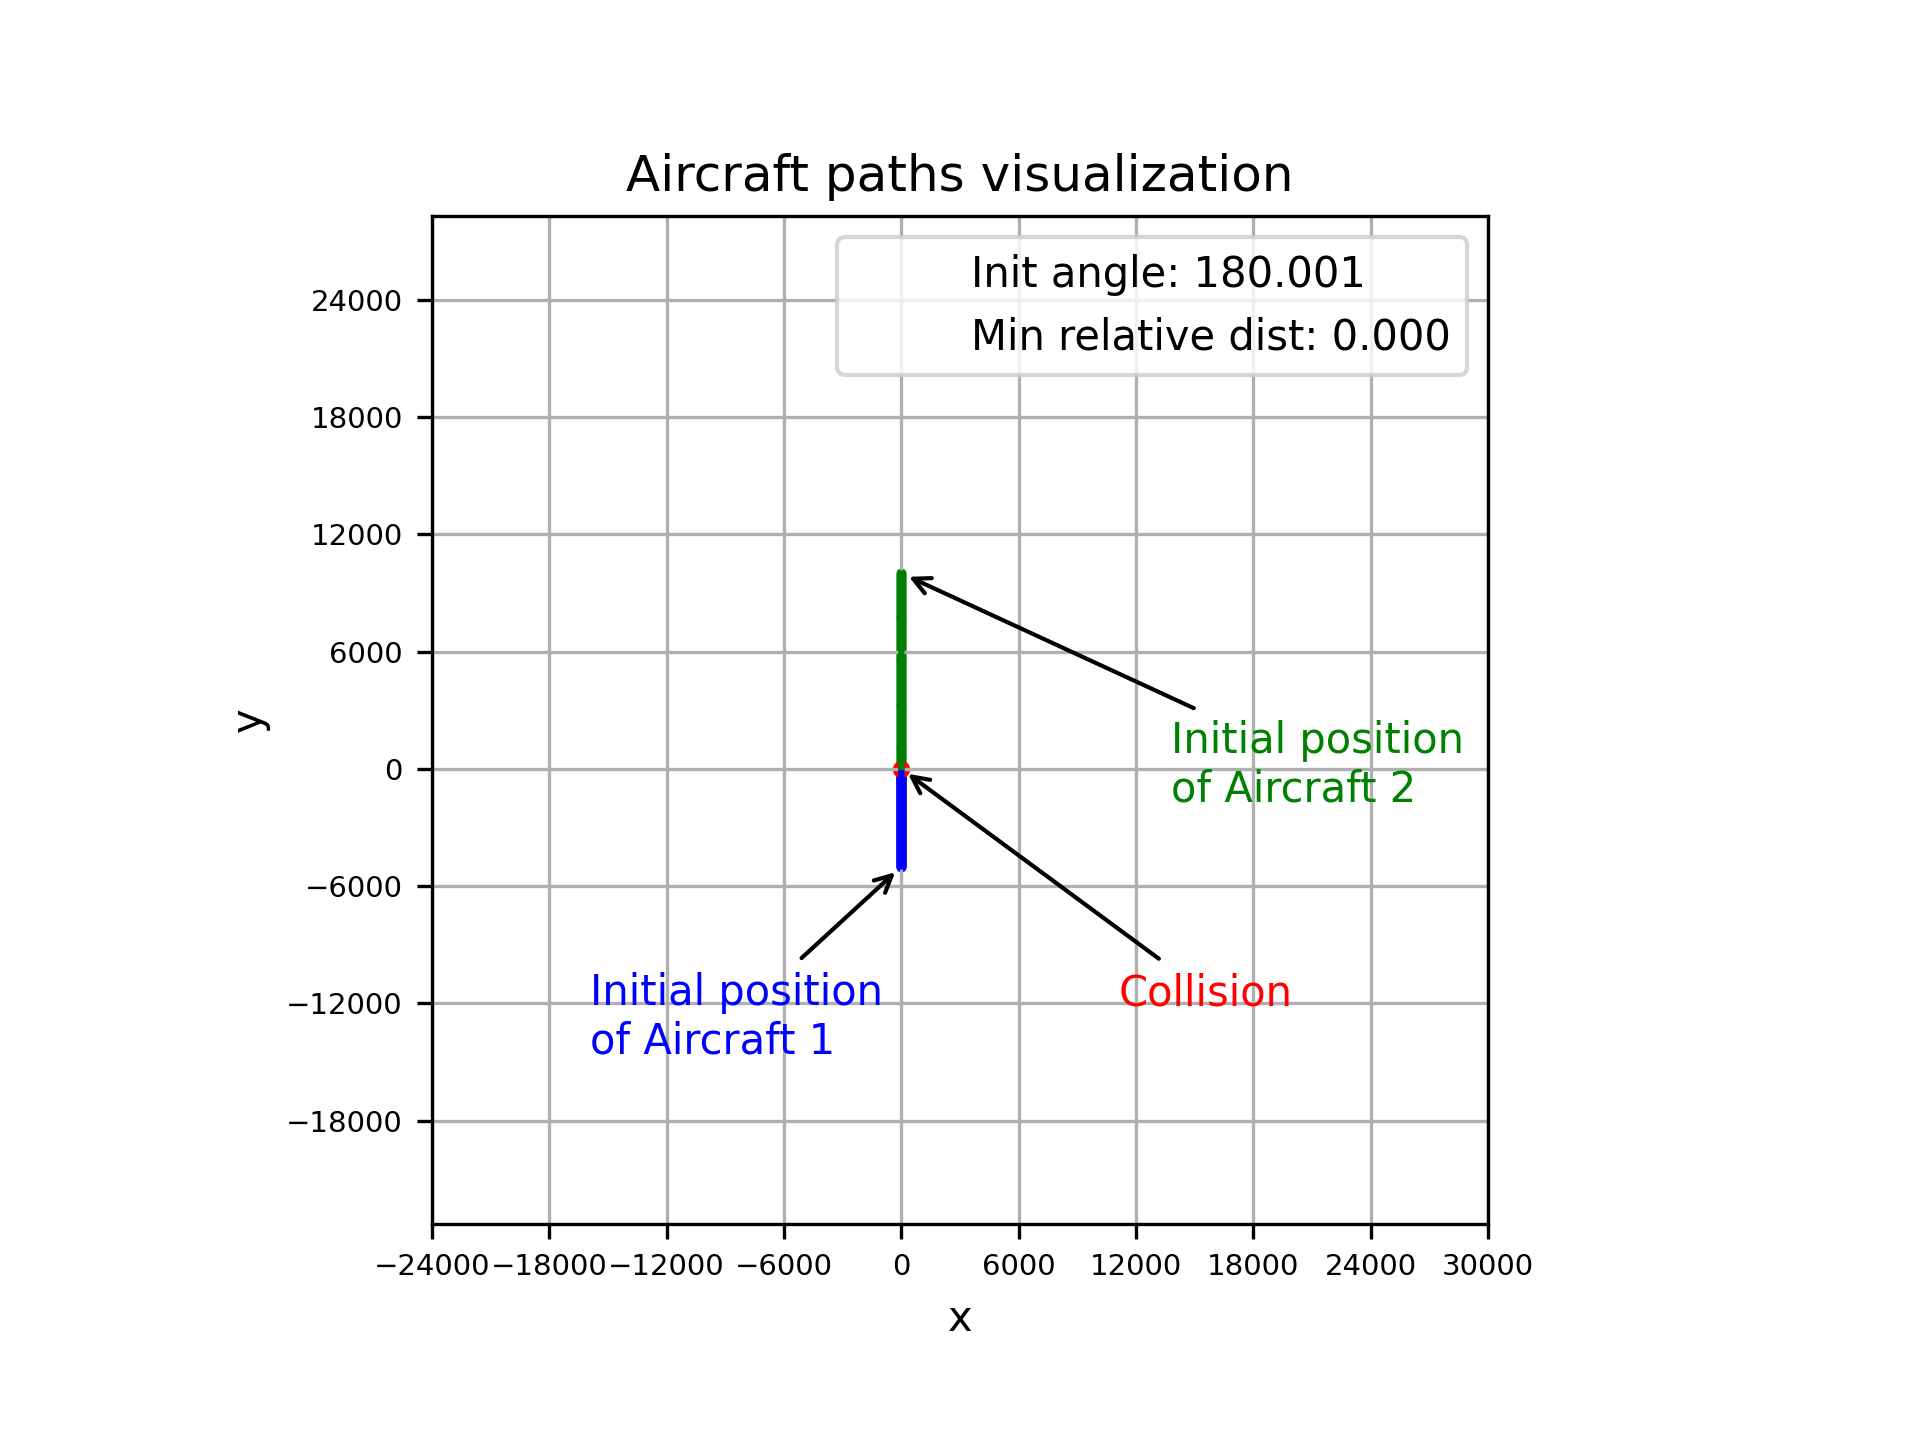 Aircraft paths visualization
Init angle: 180.001
Min relative dist: 0.000
24000
18000
12000
6000
0
−6000
−12000
−18000
y
Initial position
of Aircraft 2
Initial position
of Aircraft 1
Collision
−24000 −18000 −12000 −6000 0 6000 12000 18000 24000 30000
x